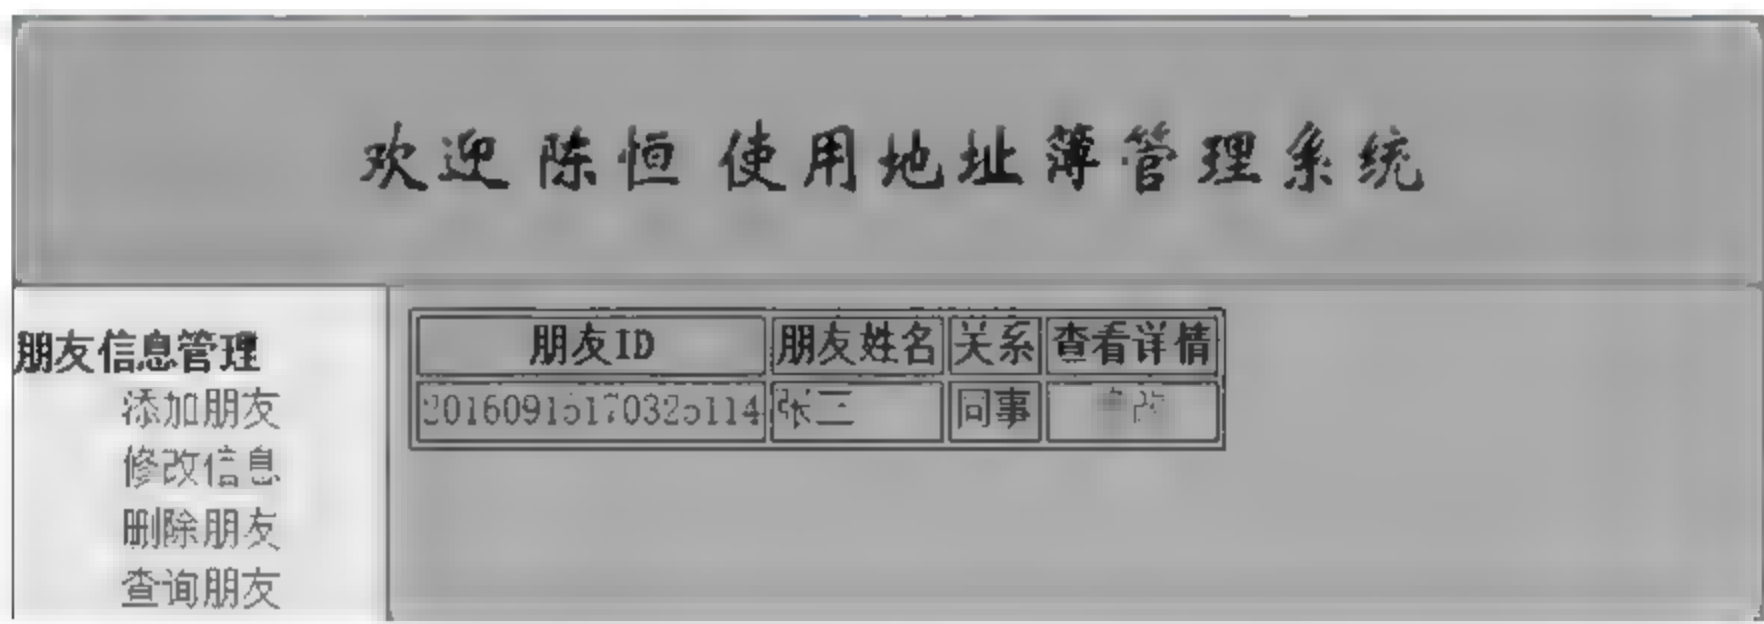 欢迎 陈恒 使用地址薄管理系统
朋友信息管理
添加朋友
修改信息
删除朋友
查询朋友
朋友ID 朋友姓名 关系 查看详情
20160915170325114 张三 同事